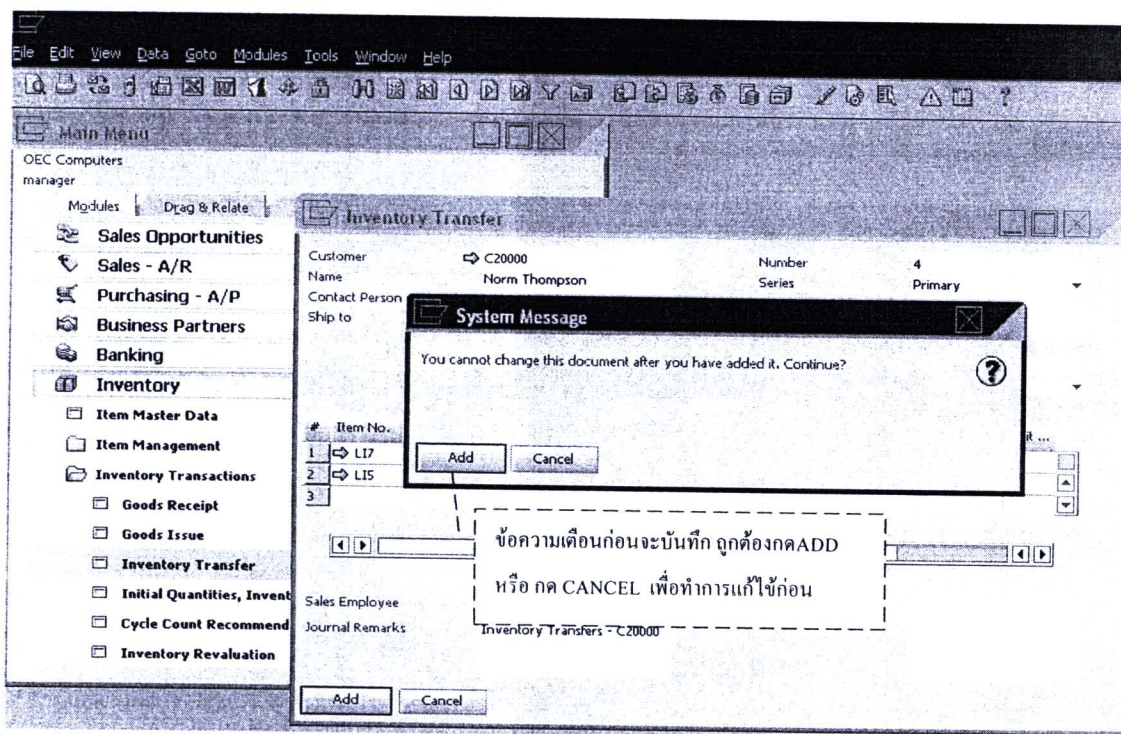 File Edit View Data Goto Modules Tools Window Help
Main Menu
OEC Computers
manager
Modules Drag & Relate
Sales Opportunities
Sales - A/R
Purchasing - A/P
Business Partners
Banking
Inventory
Item Master Data
Item Management
Inventory Transactions
Goods Receipt
Goods Issue
Inventory Transfer
Initial Quantities, Invent
Cycle Count Recommend
Inventory Revaluation
Inventory Transfer
Customer C20000
Name Norm Thompson
Contact Person
Ship to
Number 4
Series Primary
System Message
You cannot change this document after you have added it. Continue?
Add Cancel
# Item No. it ...
1 LI7
2 LI5
3
ข้อความเตือนก่อนจะบันทึก ถูกต้องกดADD
หรือ กด CANCEL เพื่อทำการแก้ไข้ก่อน
Sales Employee
Journal Remarks Inventory Transfers - C20000
Add Cancel